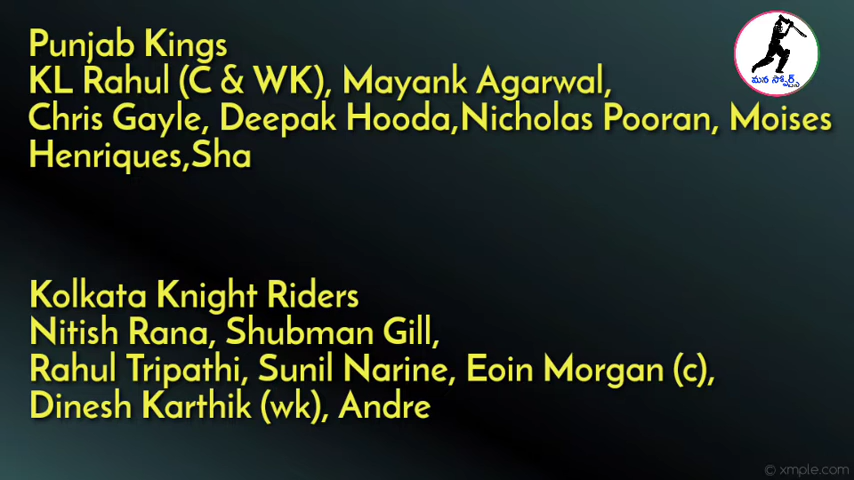 Punjab Kings
KL Rahul (C & WK), Mayank Agarwal,
Chris Gayle, Deepak Hooda,Nicholas Pooran, Moises
Henriques,Sha
మన స్పోర్ట్స్
Kolkata Knight Riders
Nitish Rana, Shubman Gill,
Rahul Tripathi, Sunil Narine, Eoin Morgan (c),
Dinesh Karthik (wk), Andre
© xmple.com